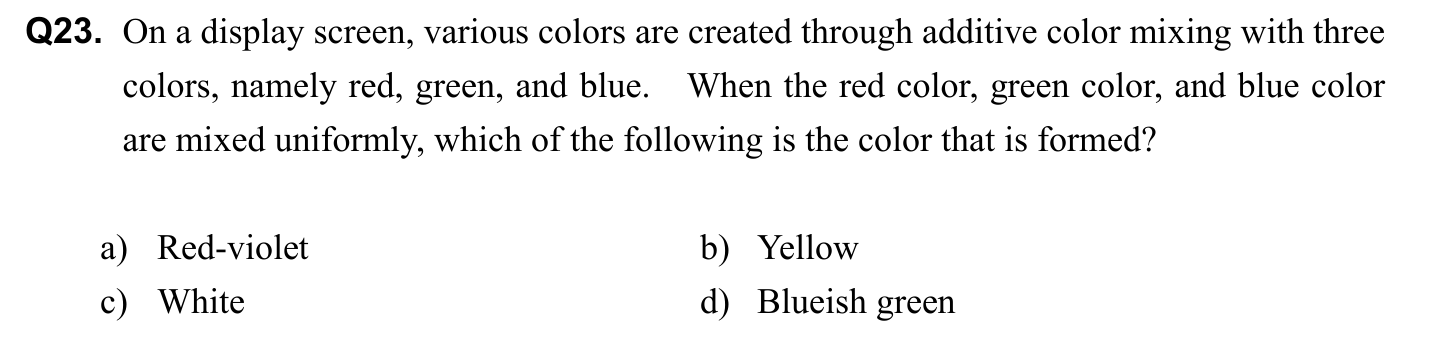 Q23. On a display screen, various colors are created through additive color mixing with three
colors, namely red, green, and blue. When the red color, green color, and blue color
are mixed uniformly, which of the following is the color that is formed?
a) Red-violet b) Yellow
c) White d) Blueish green